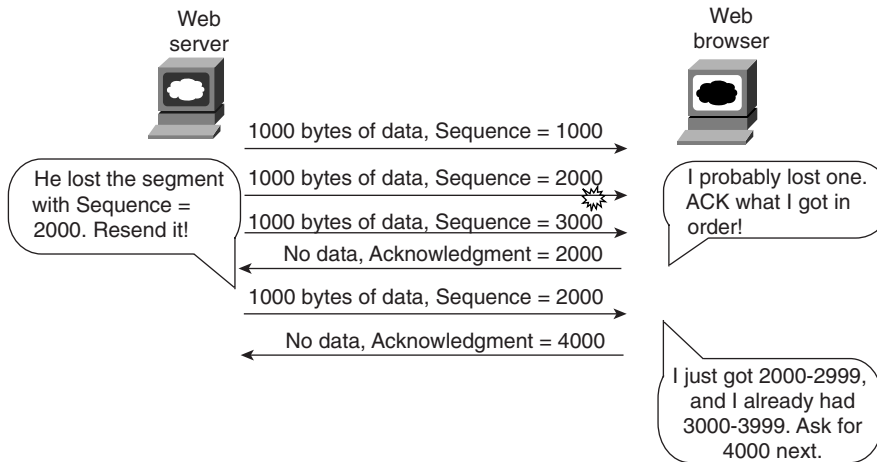 Web
server
Web
browser
1000 bytes of data, Sequence = 1000
He lost the segment
with Sequence =
2000. Resend it!
1000 bytes of data, Sequence = 2000
I probably lost one.
ACK what I got in
order!
1000 bytes of data, Sequence = 3000
No data, Acknowledgment = 2000
1000 bytes of data, Sequence = 2000
No data, Acknowledgment = 4000
I just got 2000-2999,
and I already had
3000-3999. Ask for
4000 next.